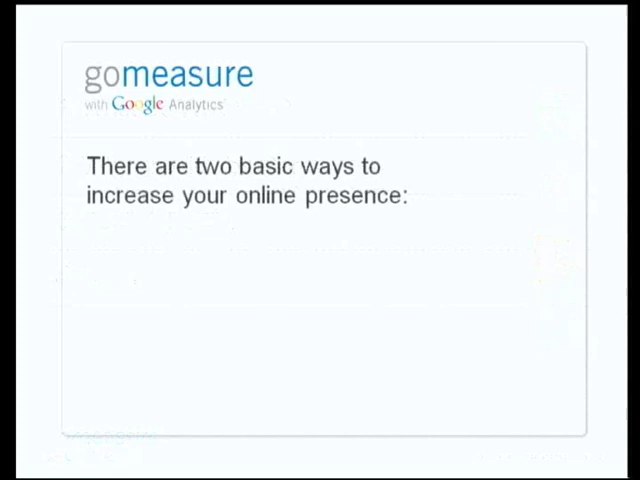 gomeasure
with Google Analytics
There are two basic ways to
increase your online presence: